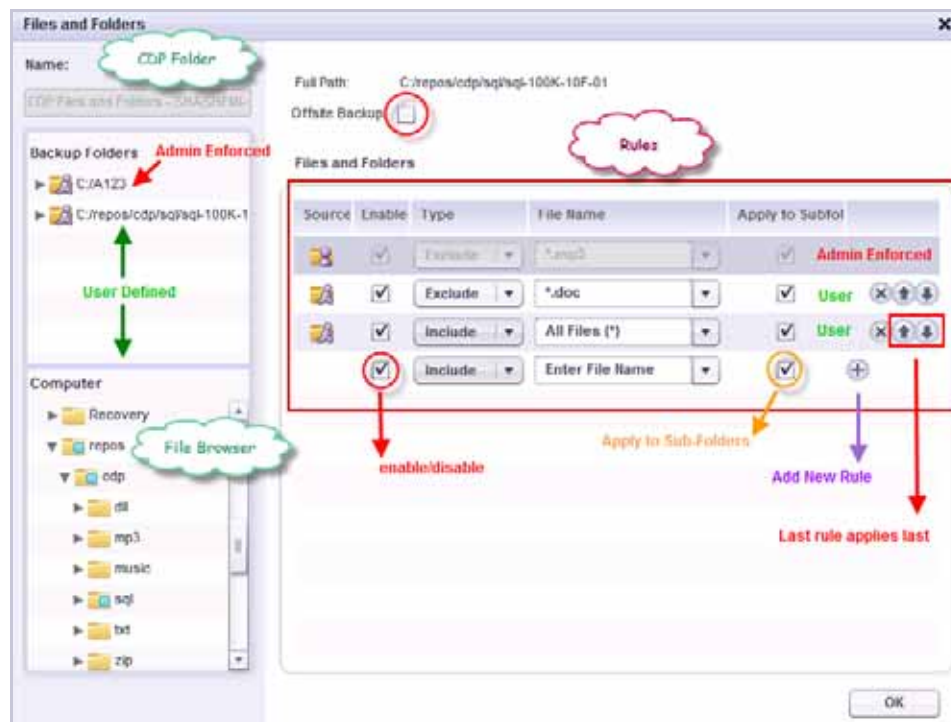 Files and Folders
Name:
CDP Folder
Full Path: C:/repos/cdp/sql/sql-100K-10F-01
Offsite Backup
Rules
Backup Folders
Admin Enforced
C:/A123
C:/repos/cdp/sql/sql-100K-1
User Defined
Files and Folders
Source Enable Type File Name Apply to Subfol
Exclude *.mp3 Admin Enforced
Exclude *.doc User
Include All Files (*) User
Include Enter File Name
Computer
Recovery
repos
File Browser
cdp
dll
mp3
music
sql
txt
zip
enable/disable
Apply to Sub-Folders
Add New Rule
Last rule applies last
OK